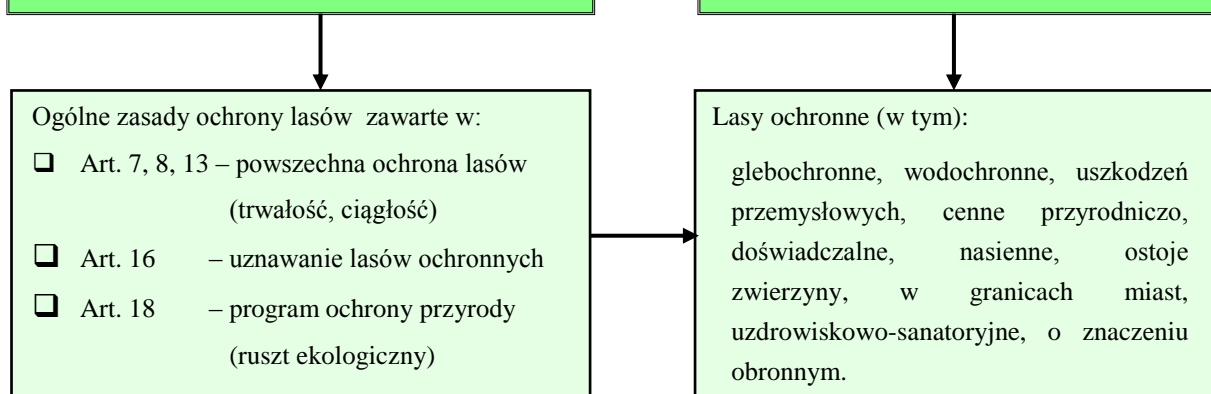 Ogólne zasady ochrony lasów zawarte w:
❑ Art. 7, 8, 13 – powszechna ochrona lasów
(trwałość, ciągłość)
❑ Art. 16 – uznawanie lasów ochronnych
❑ Art. 18 – program ochrony przyrody
(ruszt ekologiczny)
Lasy ochronne (w tym):
glebochronne, wodochronne, uszkodzeń
przemysłowych, cenne przyrodniczo,
doświadczalne, nasienne, ostoje
zwierzyny, w granicach miast,
uzdrowiskowo-sanatoryjne, o znaczeniu
obronnym.